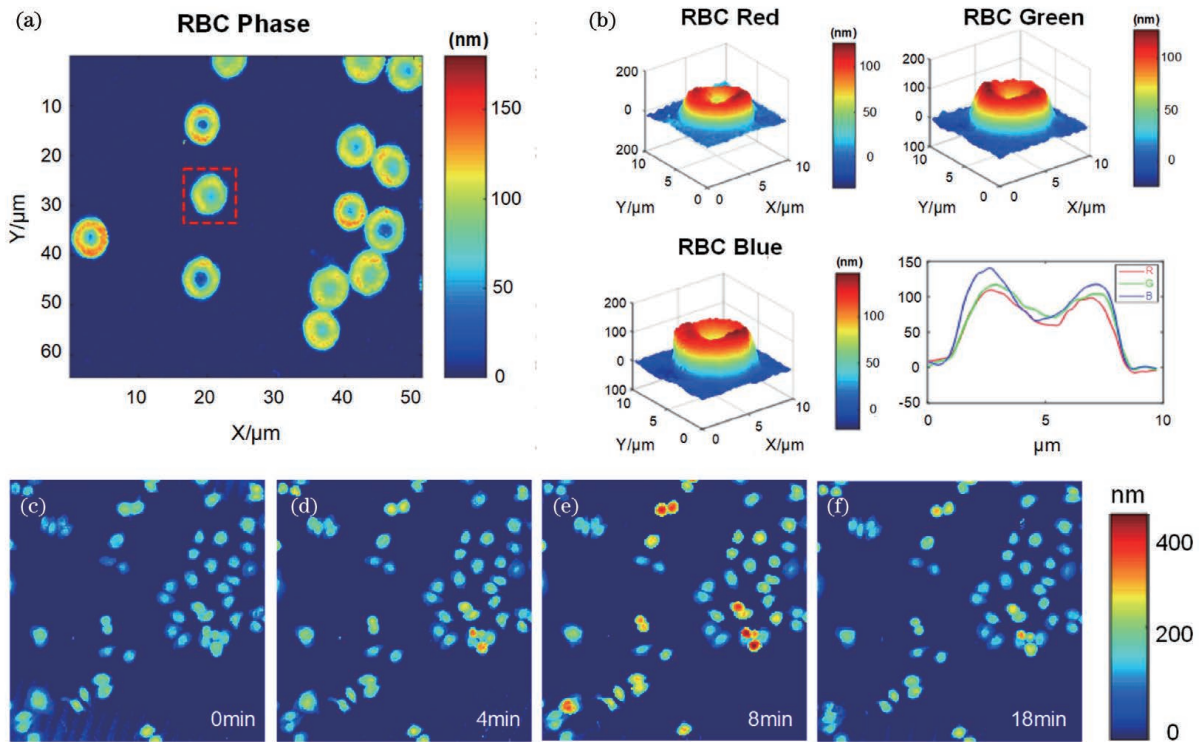 (a)
RBC Phase
(nm)
150
100
50
0
10
20
30
40
50
60
Y/μm
10 20 30 40 50
X/μm
(b)
RBC Red
(nm)
100
50
0
200
0
200
10
5
0
0
5
10
Y/μm
X/μm
RBC Green
(nm)
100
50
0
200
100
0
100
10
5
0
0
5
10
Y/μm
X/μm
RBC Blue
(nm)
100
50
0
200
100
0
100
10
5
0
0
5
10
Y/μm
X/μm
150
100
50
0
-50
0 5 10
μm
R
G
B
(c)
0min
(d)
4min
(e)
8min
(f)
18min
nm
400
200
0